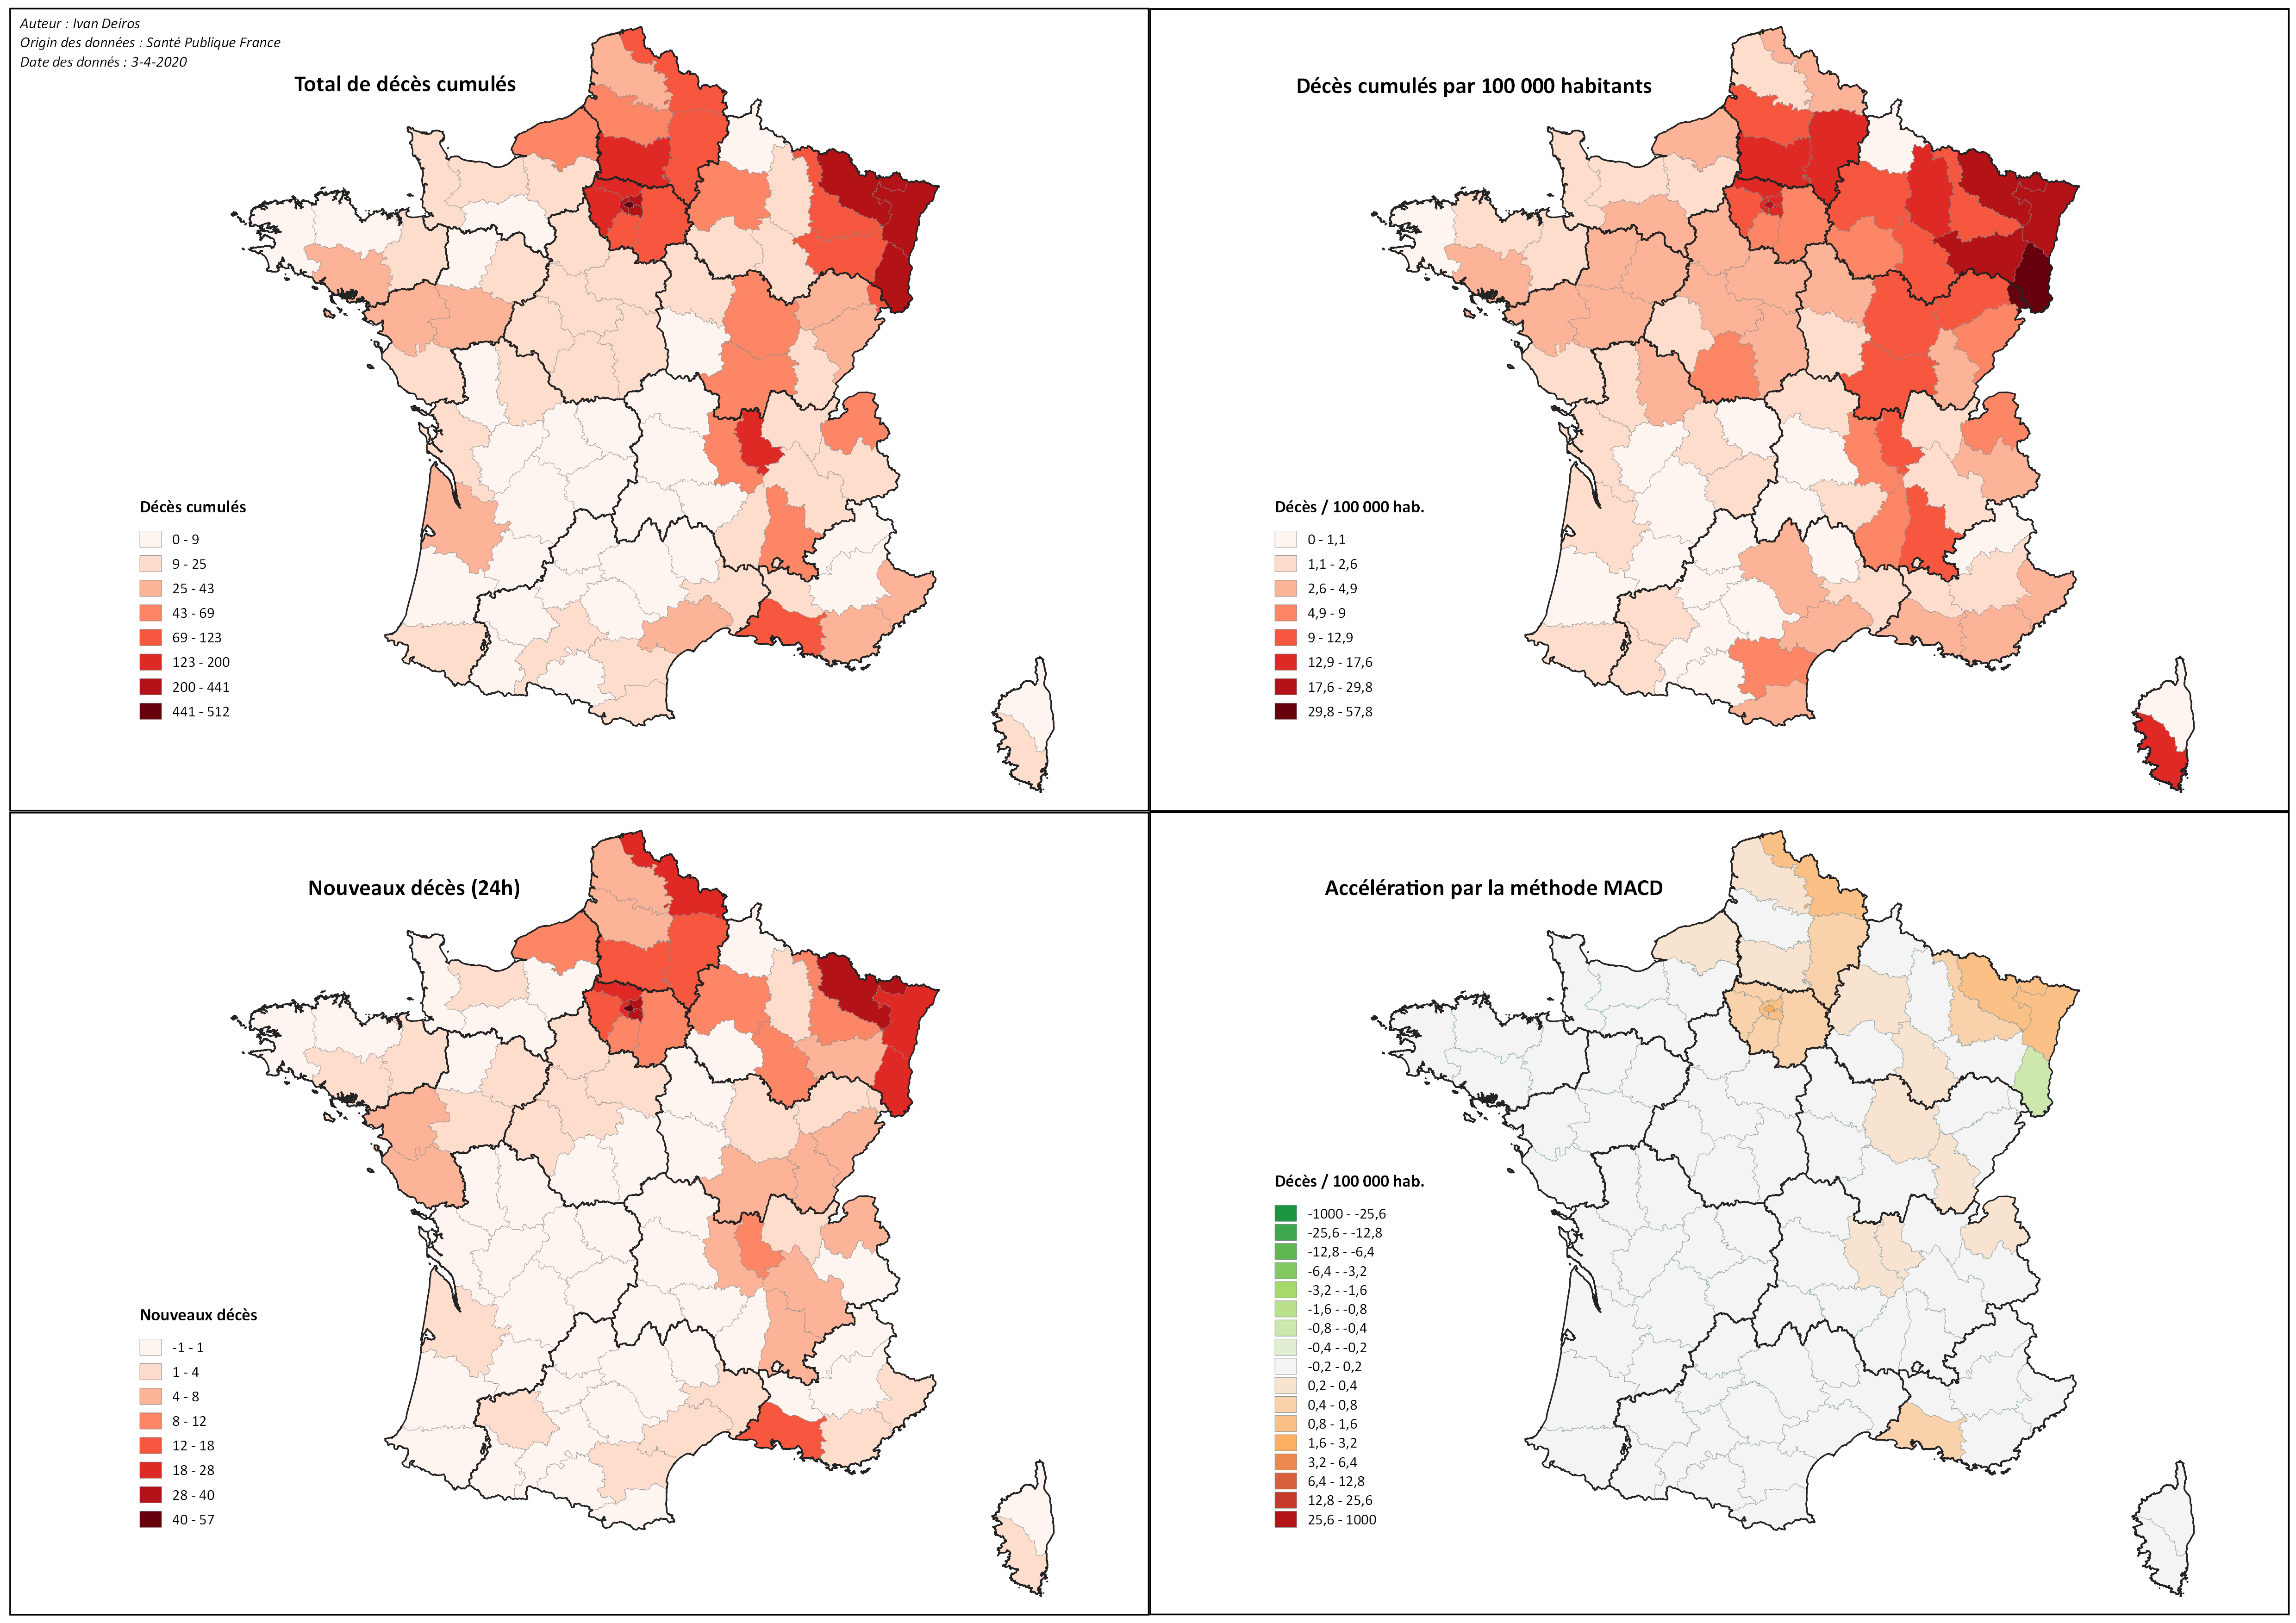 Auteur : Ivan Deiros
Origin des données : Santé Publique France
Date des donnés : 3-4-2020
Total de décès cumulés
Décès cumulés
0 - 9
9 - 25
25 - 43
43 - 69
69 - 123
123 - 200
200 - 441
441 - 512
Décès cumulés par 100 000 habitants
Décès / 100 000 hab.
0 - 1,1
1,1 - 2,6
2,6 - 4,9
4,9 - 9
9 - 12,9
12,9 - 17,6
17,6 - 29,8
29,8 - 57,8
Nouveaux décès (24h)
Nouveaux décès
-1 - 1
1 - 4
4 - 8
8 - 12
12 - 18
18 - 28
28 - 40
40 - 57
Accélération par la méthode MACD
Décès / 100 000 hab.
-1000 - -25,6
-25,6 - -12,8
-12,8 - -6,4
-6,4 - -3,2
-3,2 - -1,6
-1,6 - -0,8
-0,8 - -0,4
-0,4 - -0,2
-0,2 - 0,2
0,2 - 0,4
0,4 - 0,8
0,8 - 1,6
1,6 - 3,2
3,2 - 6,4
6,4 - 12,8
12,8 - 25,6
25,6 - 1000